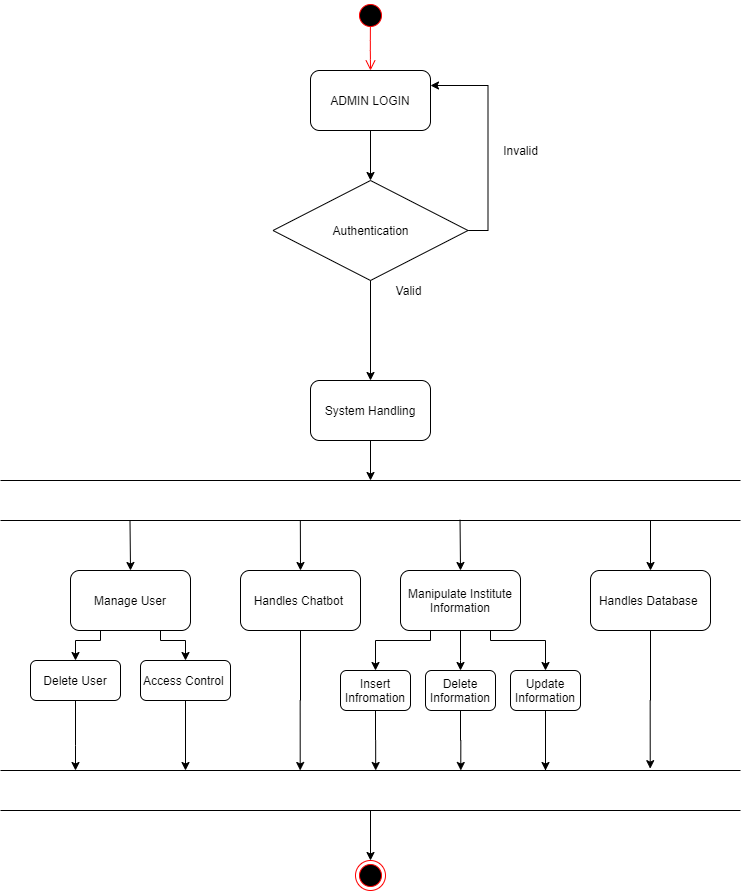 ADMIN LOGIN
Invalid
Authentication
Valid
System Handling
Manage User
Handles Chatbot
Manipulate Institute
Information
Handles Database
Delete User
Access Control
Insert
Infromation
Delete
Information
Update
Information